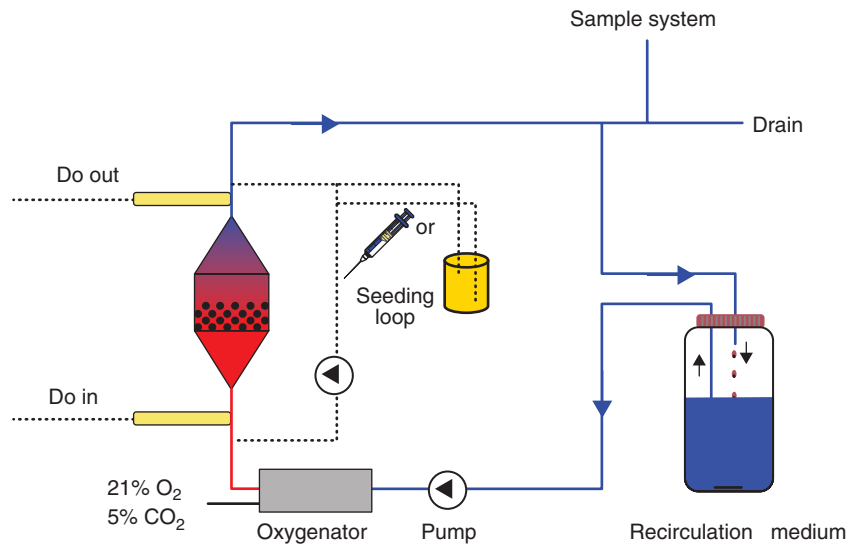 Sample system
Drain
Do out
or
Seeding
loop
Do in
21% O₂
5% CO₂
Oxygenator
Pump
Recirculation medium